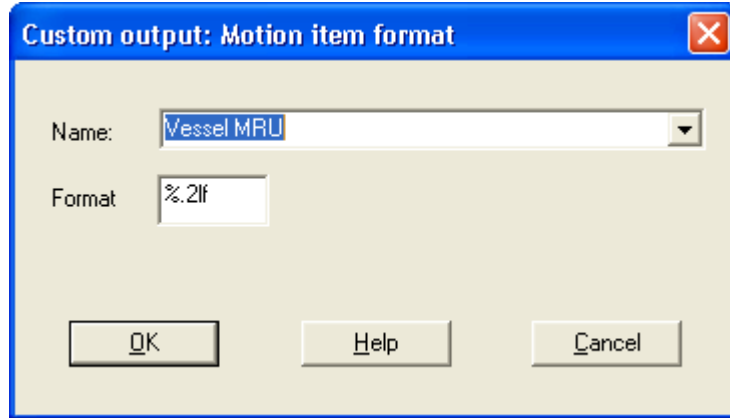 Custom output: Motion item format
Name: Vessel MRU
Format %.2lf
OK Help Cancel